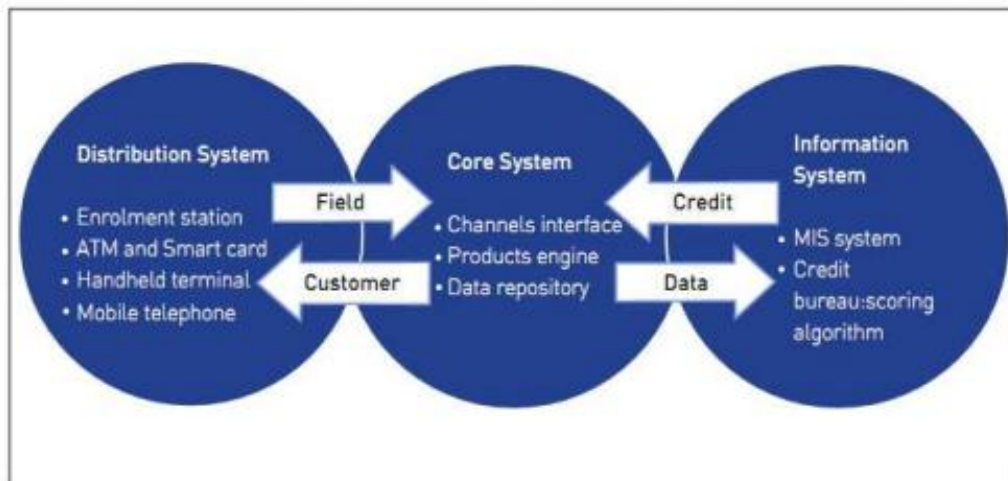 Distribution System
• Enrolment station
• ATM and Smart card
• Handheld terminal
• Mobile telephone
Field
Customer
Core System
• Channels interface
• Products engine
• Data repository
Credit
Data
Information
System
• MIS system
• Credit
bureau:scoring
algorithm